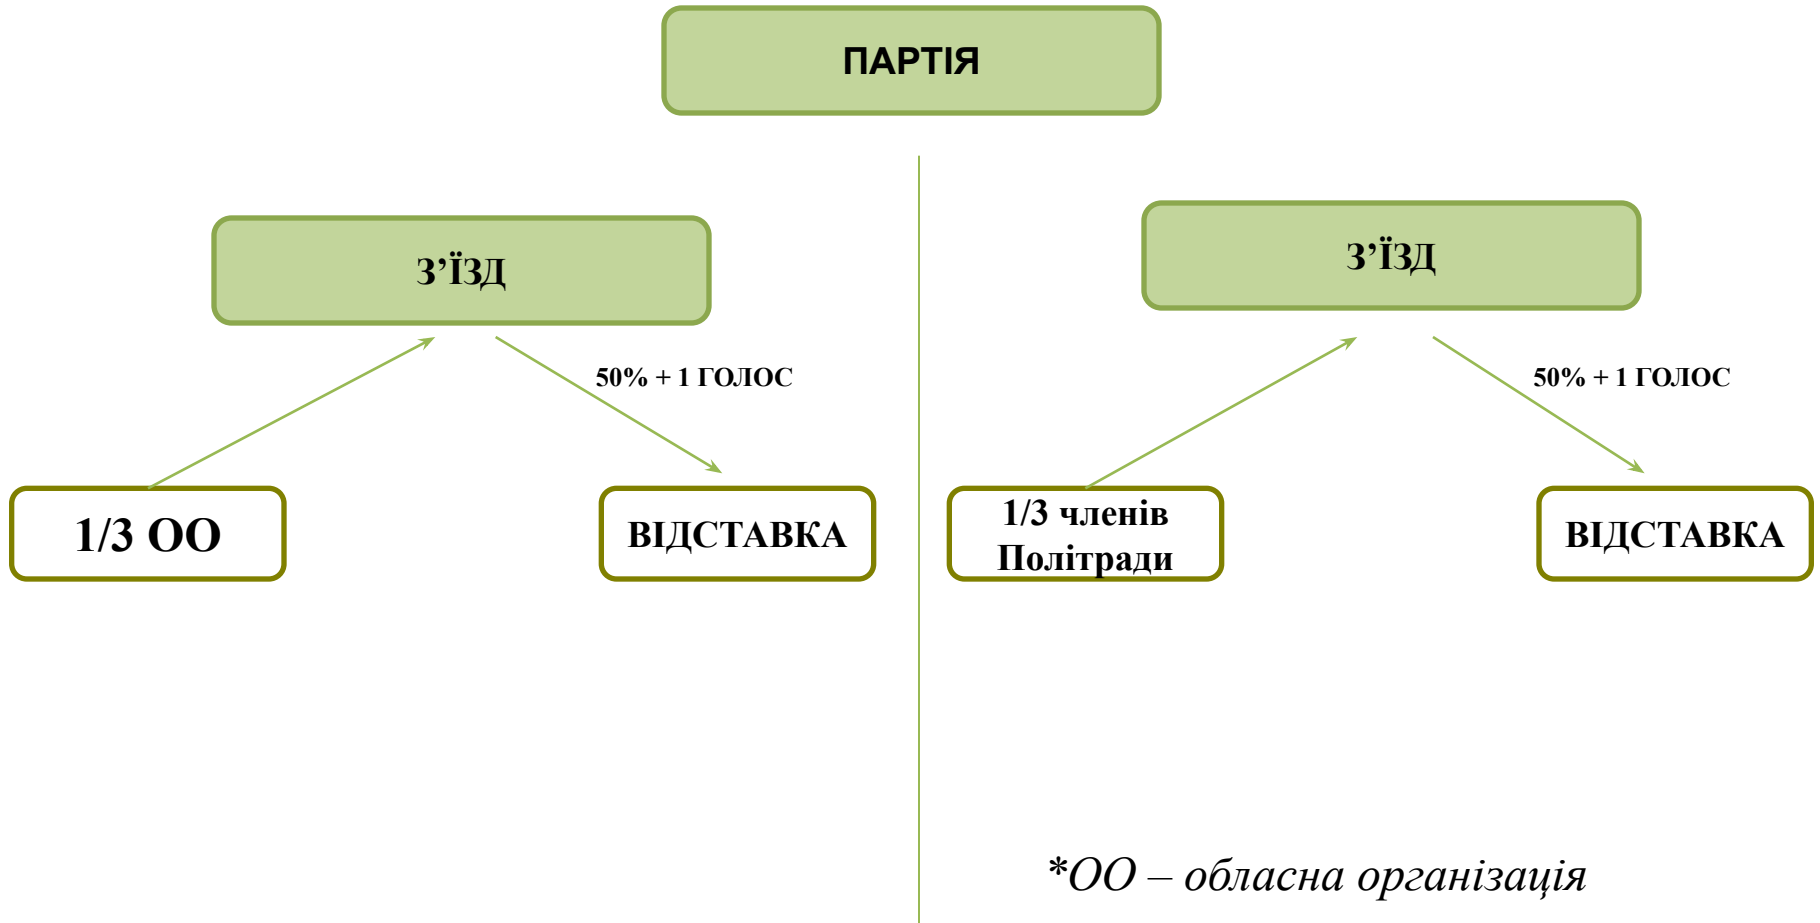 ПАРТІЯ
З’ЇЗД
50% + 1 ГОЛОС
1/3 ОО
ВІДСТАВКА
З’ЇЗД
50% + 1 ГОЛОС
1/3 членів
Політради
ВІДСТАВКА
*ОО – обласна організація